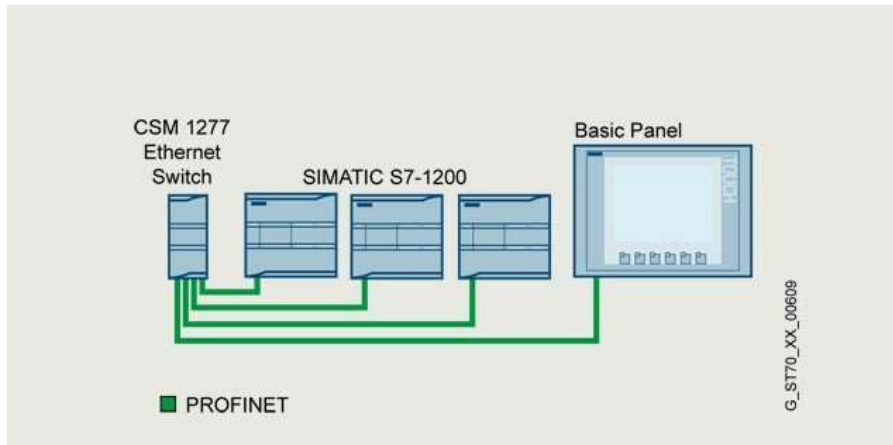 CSM 1277
Ethernet
Switch
SIMATIC S7-1200
Basic Panel
PROFINET
G_ST70_XX_00609